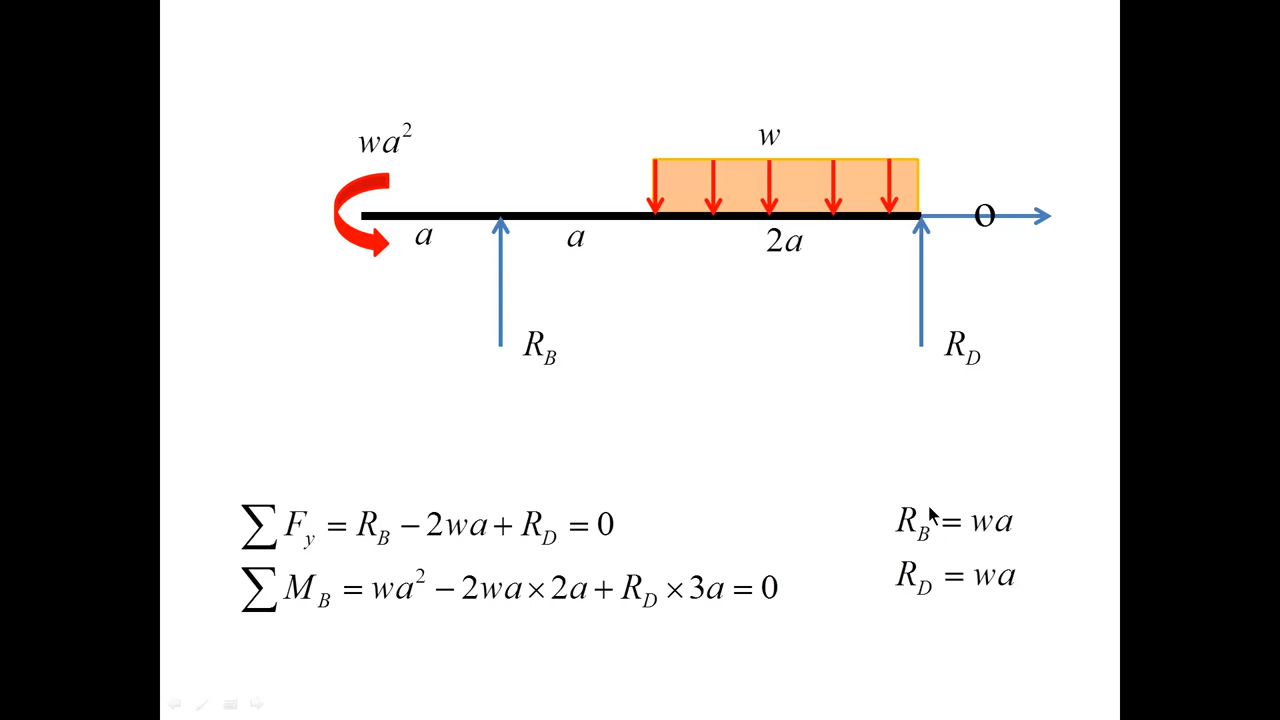 wa²
w
O
a
a
2a
R_B
R_D
∑ F_y = R_B − 2wa + R_D = 0
R_B = wa
∑ M_B = wa² − 2wa × 2a + R_D × 3a = 0
R_D = wa